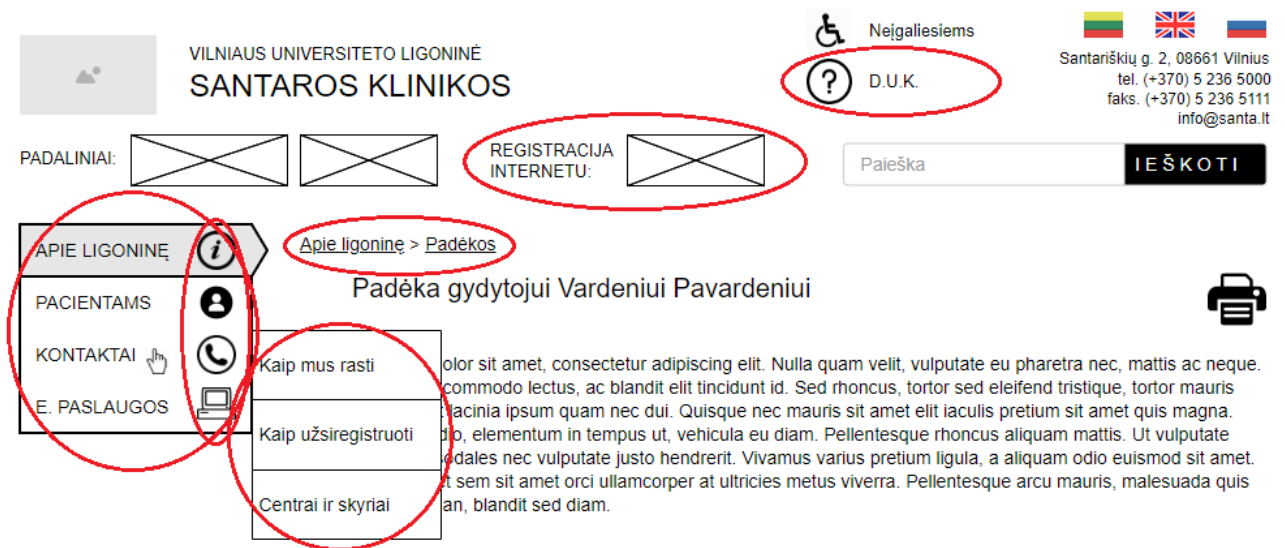 Neįgaliesiems
VILNIAUS UNIVERSITETO LIGONINĖ
SANTAROS KLINIKOS
? D.U.K.
Santariškių g. 2, 08661 Vilnius
tel. (+370) 5 236 5000
faks. (+370) 5 236 5111
info@santa.lt
PADALINIAI:
REGISTRACIJA
INTERNETU:
Paieška
IEŠKOTI
APIE LIGONINĘ i
PACIENTAMS
KONTAKTAI
E. PASLAUGOS
Apie ligoninę > Padėkos
Padėka gydytojui Vardeniui Pavardeniui
Kaip mus rasti
Kaip užsiregistruoti
Centrai ir skyriai
olor sit amet, consectetur adipiscing elit. Nulla quam velit, vulputate eu pharetra nec, mattis ac neque.
commodo lectus, ac blandit elit tincidunt id. Sed rhoncus, tortor sed eleifend tristique, tortor mauris
lacinia ipsum quam nec dui. Quisque nec mauris sit amet elit iaculis pretium sit amet quis magna.
elementum in tempus ut, vehicula eu diam. Pellentesque rhoncus aliquam mattis. Ut vulputate
sodales nec vulputate justo hendrerit. Vivamus varius pretium ligula, a aliquam odio euismod sit amet.
sem sit amet orci ullamcorper at ultricies metus viverra. Pellentesque arcu mauris, malesuada quis
an, blandit sed diam.